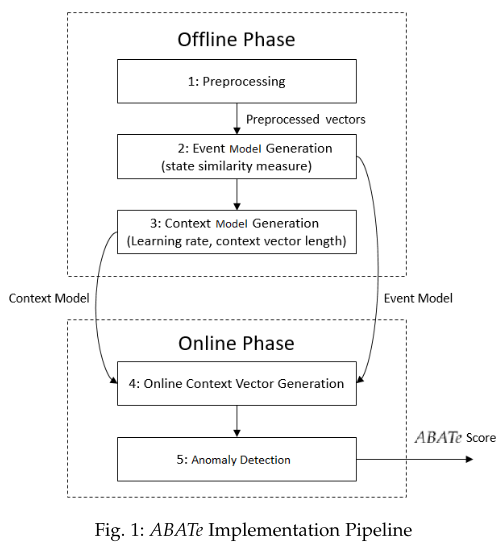 Offline Phase
1: Preprocessing
Preprocessed vectors
2: Event Model Generation
(state similarity measure)
3: Context Model Generation
(Learning rate, context vector length)
Context Model
Event Model
Online Phase
4: Online Context Vector Generation
5: Anomaly Detection
ABATe Score
Fig. 1: ABATe Implementation Pipeline